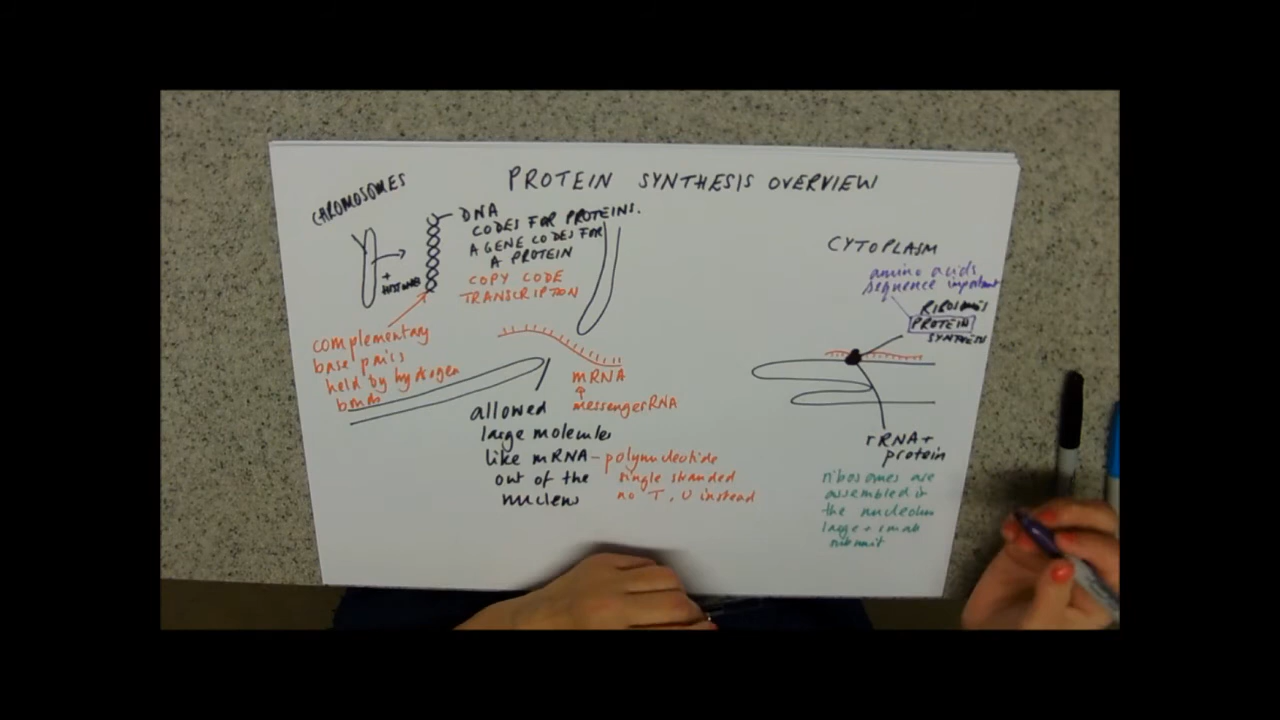 PROTEIN SYNTHESIS OVERVIEW
CHROMOSOMES
+
HISTONES
DNA
CODES FOR PROTEINS.
A GENE CODES FOR
A PROTEIN
COPY CODE
TRANSCRIPTION
complementary
base pairs
held by hydrogen
bonds
mRNA
messengerRNA
allowed
large molecules
like mRNA – polynucleotide
out of the single stranded
nucleus no T, U instead
CYTOPLASM
amino acids
sequence important
RIBOSOMES
PROTEIN
SYNTHESIS
rRNA +
protein
ribosomes are
assembled in
the nucleolus
large + small
subunit